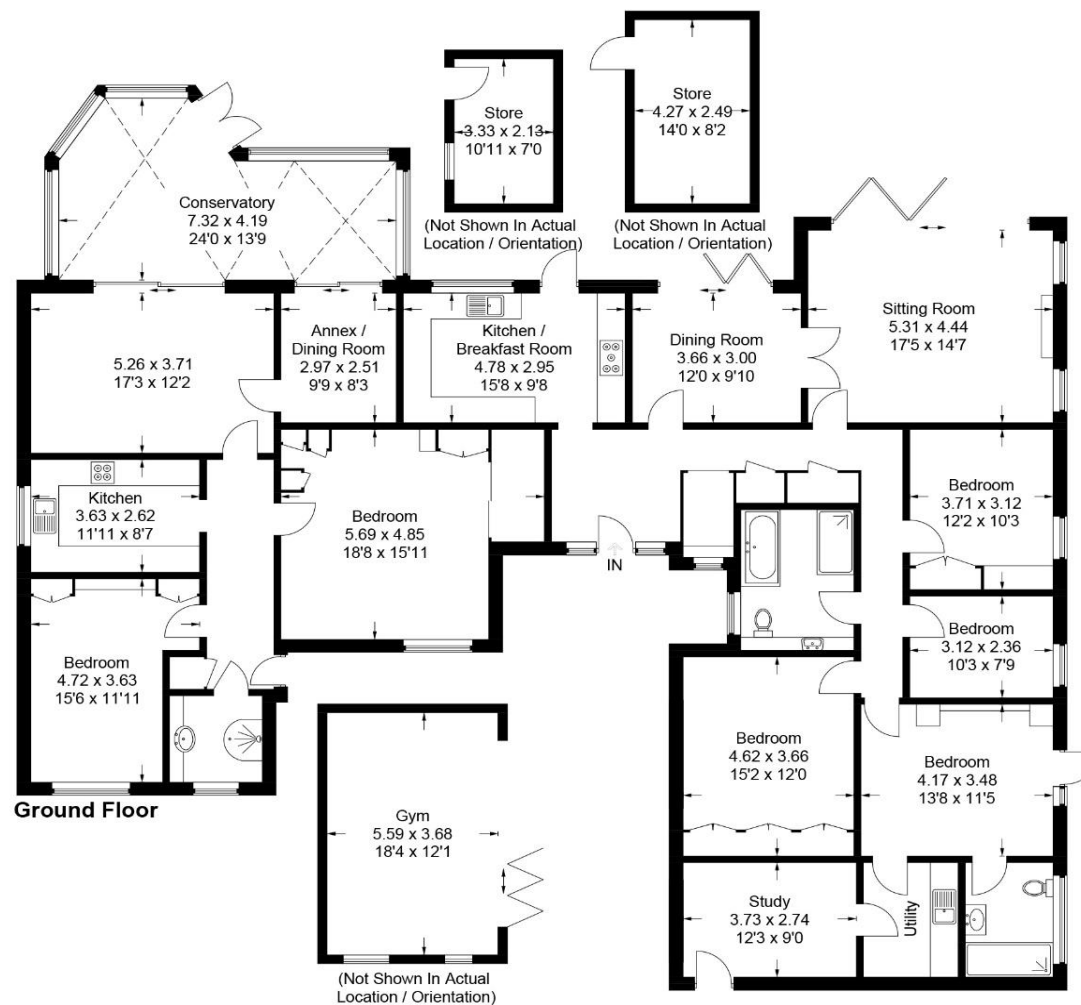 Store
3.33 x 2.13
10'11 x 7'0
(Not Shown In Actual
Location / Orientation)
Store
4.27 x 2.49
14'0 x 8'2
(Not Shown In Actual
Location / Orientation)
Conservatory
7.32 x 4.19
24'0 x 13'9
5.26 x 3.71
17'3 x 12'2
Annex /
Dining Room
2.97 x 2.51
9'9 x 8'3
Kitchen /
Breakfast Room
4.78 x 2.95
15'8 x 9'8
Dining Room
3.66 x 3.00
12'0 x 9'10
Sitting Room
5.31 x 4.44
17'5 x 14'7
Kitchen
3.63 x 2.62
11'11 x 8'7
Bedroom
5.69 x 4.85
18'8 x 15'11
IN
Bedroom
3.71 x 3.12
12'2 x 10'3
Bedroom
3.12 x 2.36
10'3 x 7'9
Bedroom
4.72 x 3.63
15'6 x 11'11
Ground Floor
Gym
5.59 x 3.68
18'4 x 12'1
(Not Shown In Actual
Location / Orientation)
Bedroom
4.62 x 3.66
15'2 x 12'0
Bedroom
4.17 x 3.48
13'8 x 11'5
Study
3.73 x 2.74
12'3 x 9'0
Utility